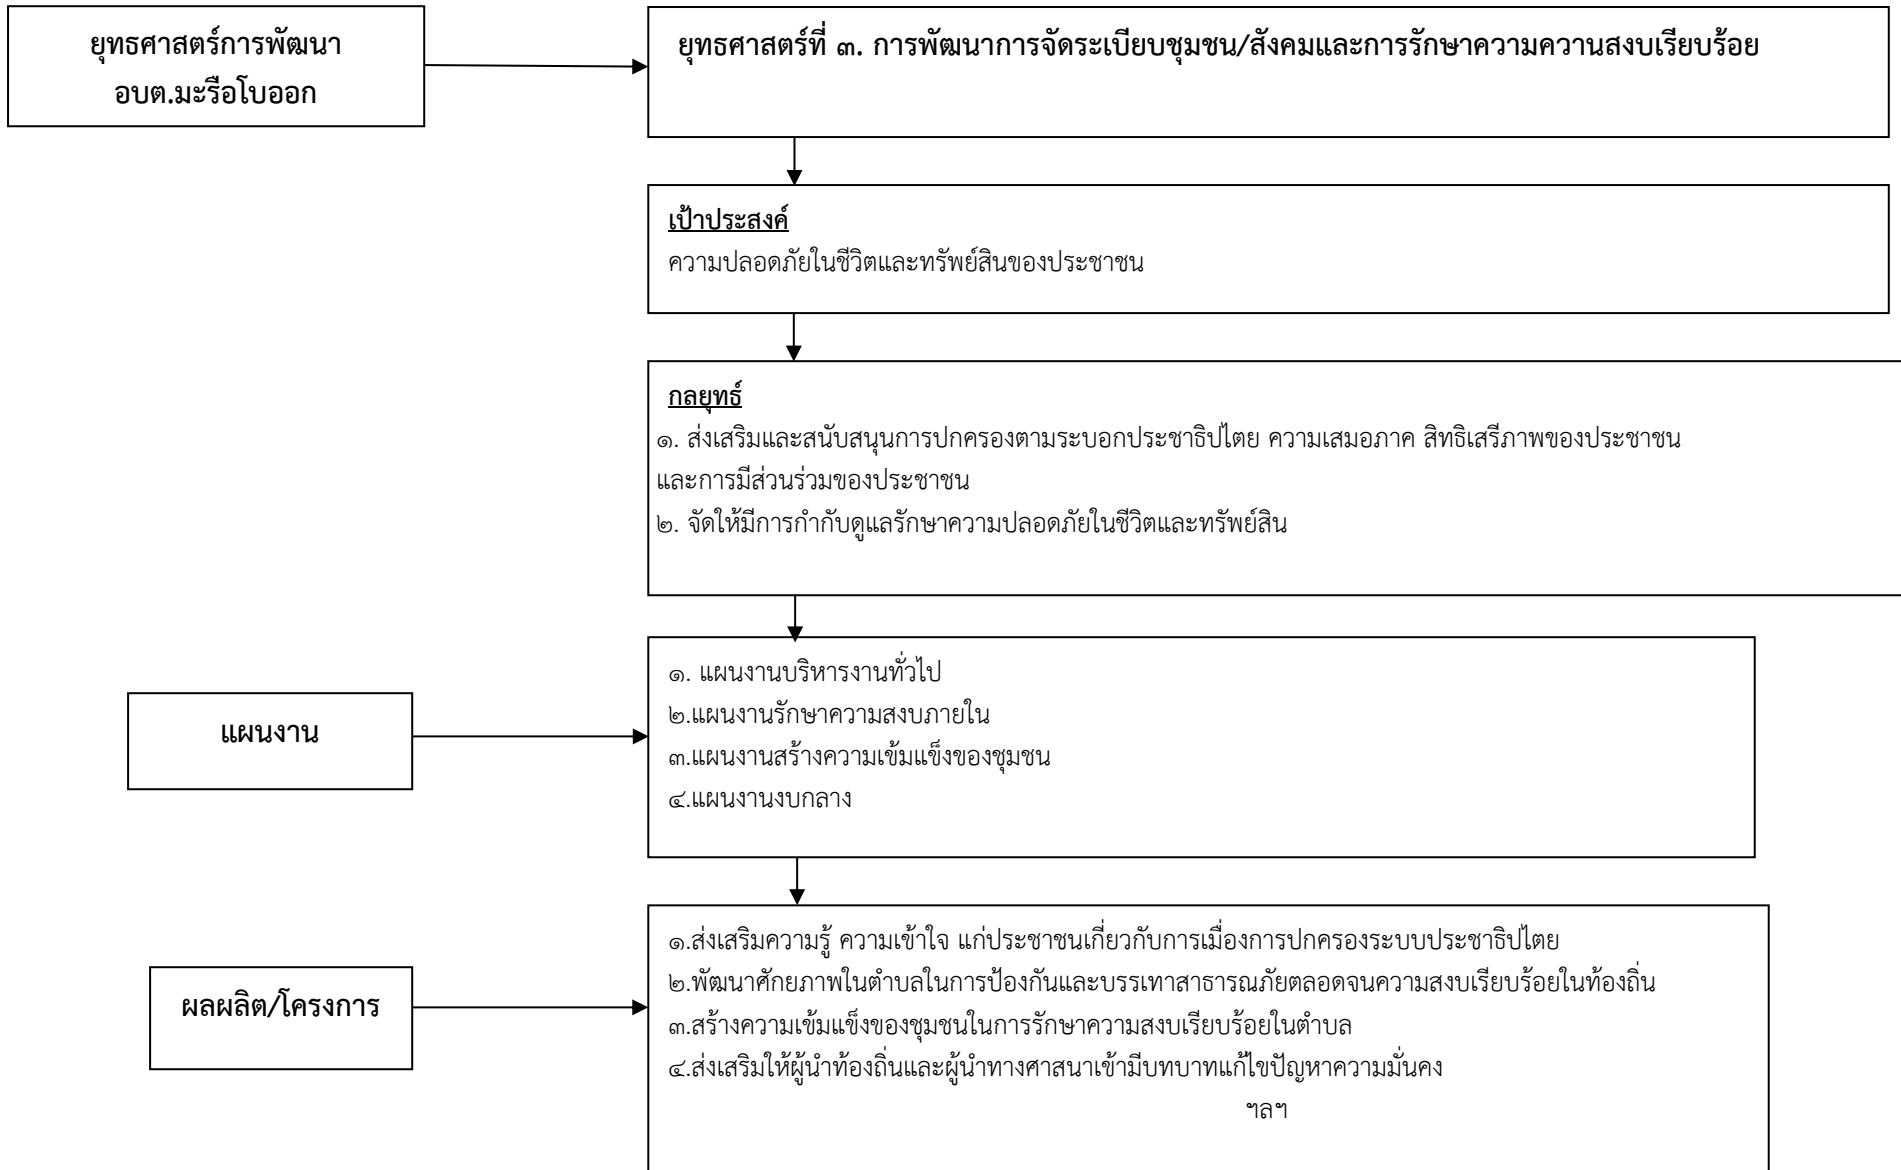 ยุทธศาสตร์การพัฒนา
อบต.มะรือโบออก
ยุทธศาสตร์ที่ ๓. การพัฒนาการจัดระเบียบชุมชน/สังคมและการรักษาความความสงบเรียบร้อย
เป้าประสงค์
ความปลอดภัยในชีวิตและทรัพย์สินของประชาชน
กลยุทธ์
๑. ส่งเสริมและสนับสนุนการปกครองตามระบอกประชาธิปไตย ความเสมอภาค สิทธิเสรีภาพของประชาชน
และการมีส่วนร่วมของประชาชน
๒. จัดให้มีการกำกับดูแลรักษาความปลอดภัยในชีวิตและทรัพย์สิน
แผนงาน
๑. แผนงานบริหารงานทั่วไป
๒.แผนงานรักษาความสงบภายใน
๓.แผนงานสร้างความเข้มแข็งของชุมชน
๔.แผนงานงบกลาง
ผลผลิต/โครงการ
๑.ส่งเสริมความรู้ ความเข้าใจ แก่ประชาชนเกี่ยวกับการเมื่องการปกครองระบบประชาธิปไตย
๒.พัฒนาศักยภาพในตำบลในการป้องกันและบรรเทาสาธารณภัยตลอดจนความสงบเรียบร้อยในท้องถิ่น
๓.สร้างความเข้มแข็งของชุมชนในการรักษาความสงบเรียบร้อยในตำบล
๔.ส่งเสริมให้ผู้นำท้องถิ่นและผู้นำทางศาสนาเข้ามีบทบาทแก้ไขปัญหาความมั่นคง
ฯลฯ